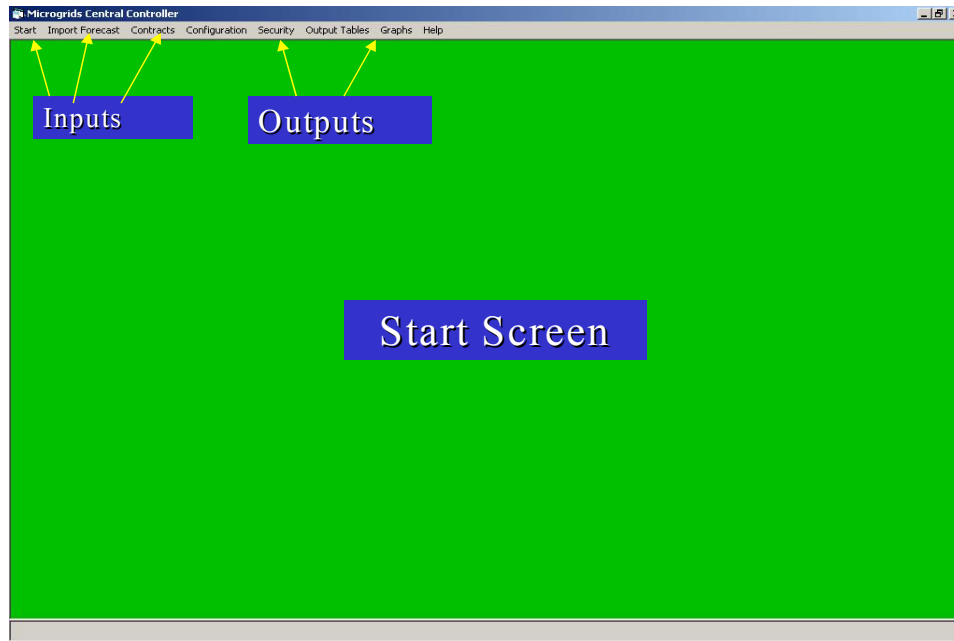 Microgrids Central Controller
Start Import Forecast Contracts Configuration Security Output Tables Graphs Help
Inputs
Outputs
Start Screen